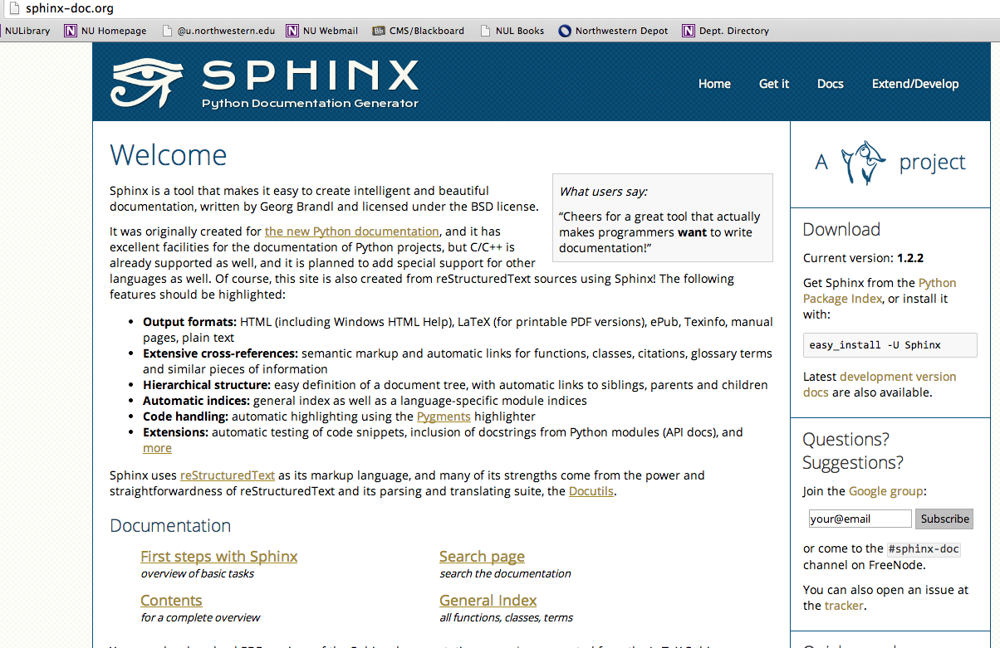 sphinx-doc.org
NULibrary
NU Homepage
@u.northwestern.edu
NU Webmail
Bb
CMS/Blackboard
NUL Books
Northwestern Depot
Dept. Directory
SPHINX
Python Documentation Generator
Home
Get it
Docs
Extend/Develop
Welcome
Sphinx is a tool that makes it easy to create intelligent and beautiful
documentation, written by Georg Brandl and licensed under the BSD license.
What users say:
“Cheers for a great tool that actually
makes programmers want to write
documentation!”
It was originally created for the new Python documentation, and it has
excellent facilities for the documentation of Python projects, but C/C++ is
already supported as well, and it is planned to add special support for other
languages as well. Of course, this site is also created from reStructuredText sources using Sphinx! The following
features should be highlighted:
• Output formats: HTML (including Windows HTML Help), LaTeX (for printable PDF versions), ePub, Texinfo, manual
pages, plain text
• Extensive cross-references: semantic markup and automatic links for functions, classes, citations, glossary terms
and similar pieces of information
• Hierarchical structure: easy definition of a document tree, with automatic links to siblings, parents and children
• Automatic indices: general index as well as a language-specific module indices
• Code handling: automatic highlighting using the Pygments highlighter
• Extensions: automatic testing of code snippets, inclusion of docstrings from Python modules (API docs), and
more
Sphinx uses reStructuredText as its markup language, and many of its strengths come from the power and
straightforwardness of reStructuredText and its parsing and translating suite, the Docutils.
Documentation
First steps with Sphinx
overview of basic tasks
Search page
search the documentation
Contents
for a complete overview
General Index
all functions, classes, terms
A project
Download
Current version: 1.2.2
Get Sphinx from the Python
Package Index, or install it
with:
easy_install -U Sphinx
Latest development version
docs are also available.
Questions?
Suggestions?
Join the Google group:
your@email
Subscribe
or come to the #sphinx-doc
channel on FreeNode.
You can also open an issue at
the tracker.